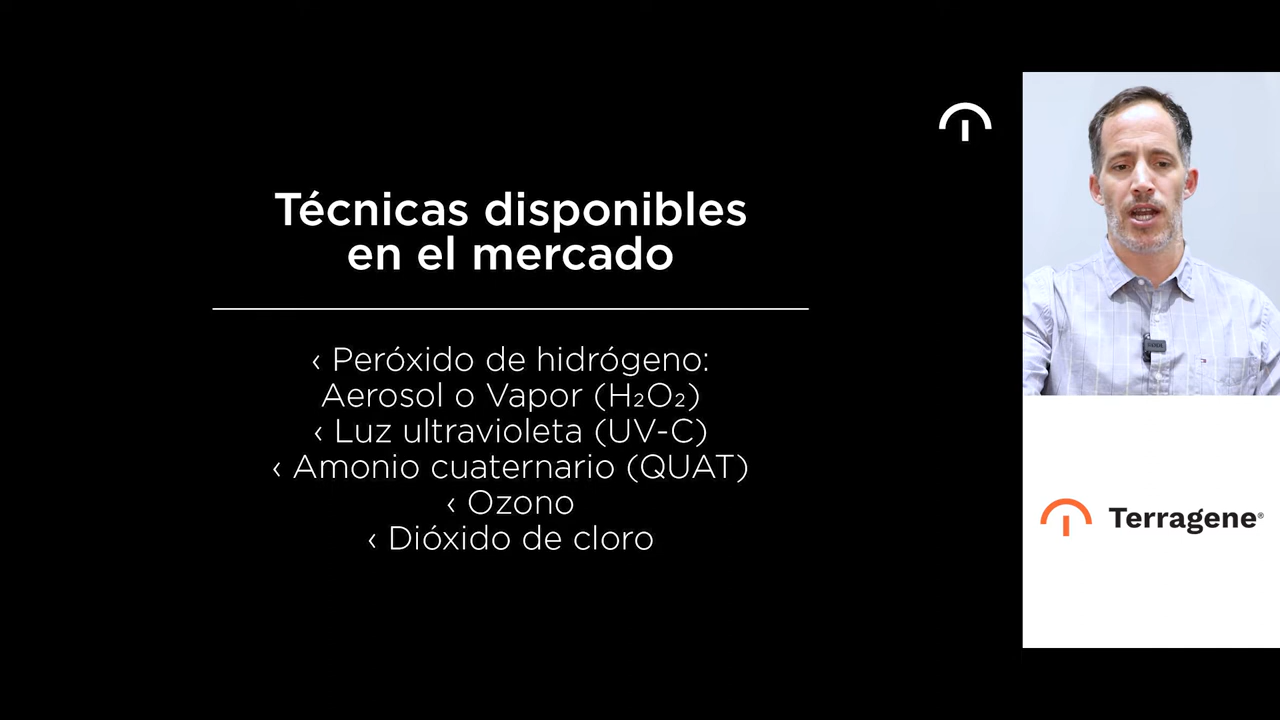 Técnicas disponibles
en el mercado
‹ Peróxido de hidrógeno:
Aerosol o Vapor (H₂O₂)
‹ Luz ultravioleta (UV-C)
‹ Amonio cuaternario (QUAT)
‹ Ozono
‹ Dióxido de cloro
Terragene®